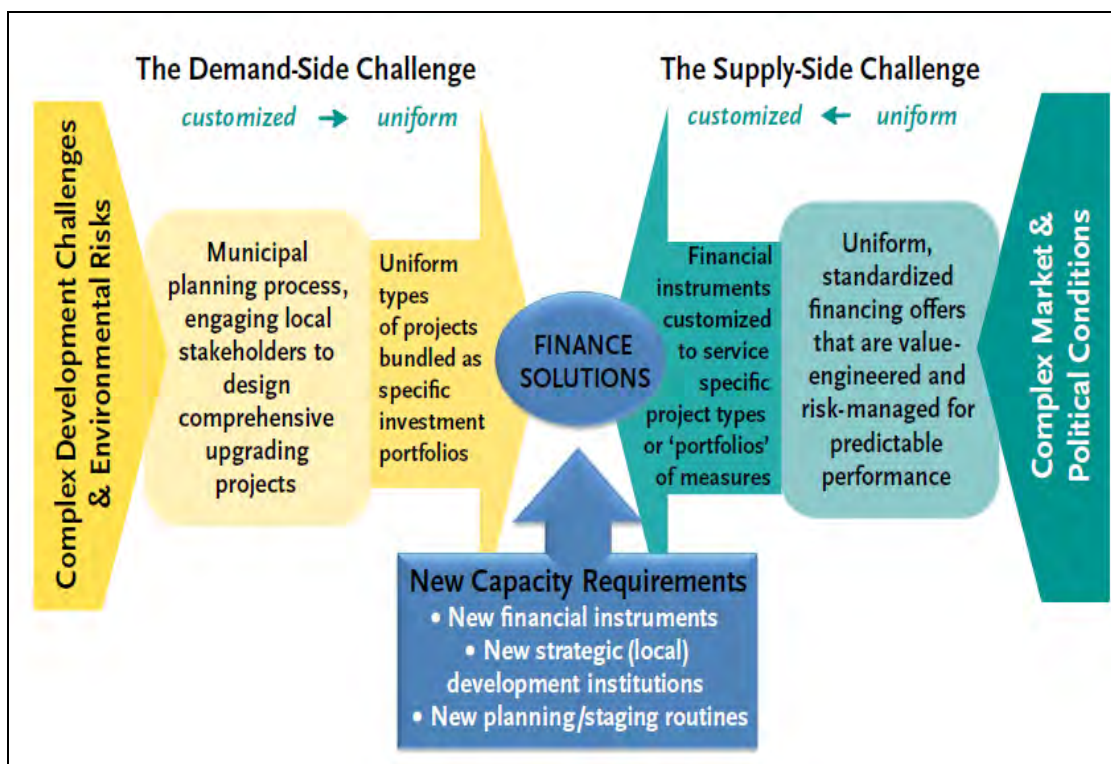 The Demand-Side Challenge
customized → uniform
The Supply-Side Challenge
customized ← uniform
Complex Development Challenges
& Environmental Risks
Municipal
planning process,
engaging local
stakeholders to
design
comprehensive
upgrading
projects
Uniform
types
of projects
bundled as
specific
investment
portfolios
FINANCE
SOLUTIONS
Financial
instruments
customized
to service
specific
project types
or ‘portfolios’
of measures
Uniform,
standardized
financing offers
that are value-
engineered and
risk-managed for
predictable
performance
Complex Market &
Political Conditions
New Capacity Requirements
• New financial instruments
• New strategic (local)
development institutions
• New planning/staging routines